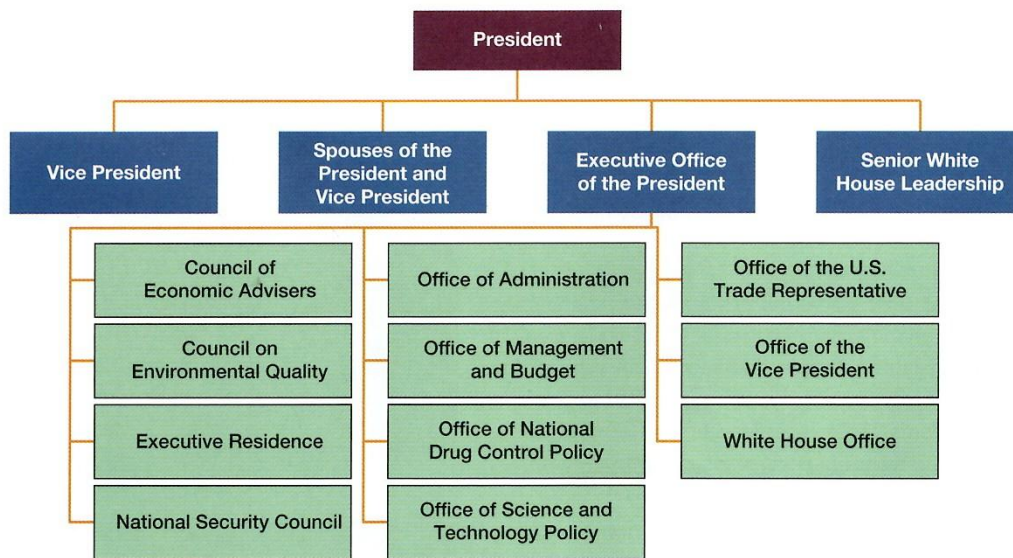 President
Vice President
Spouses of the
President and
Vice President
Executive Office
of the President
Senior White
House Leadership
Council of
Economic Advisers
Council on
Environmental Quality
Executive Residence
National Security Council
Office of Administration
Office of Management
and Budget
Office of National
Drug Control Policy
Office of Science and
Technology Policy
Office of the U.S.
Trade Representative
Office of the
Vice President
White House Office